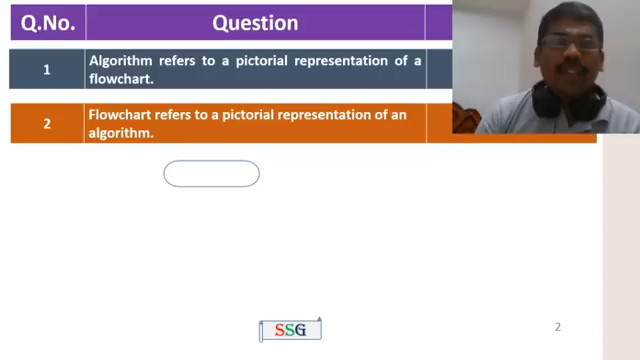 Q.No. Question
1 Algorithm refers to a pictorial representation of a
flowchart.
2 Flowchart refers to a pictorial representation of an
algorithm.
SSG
2